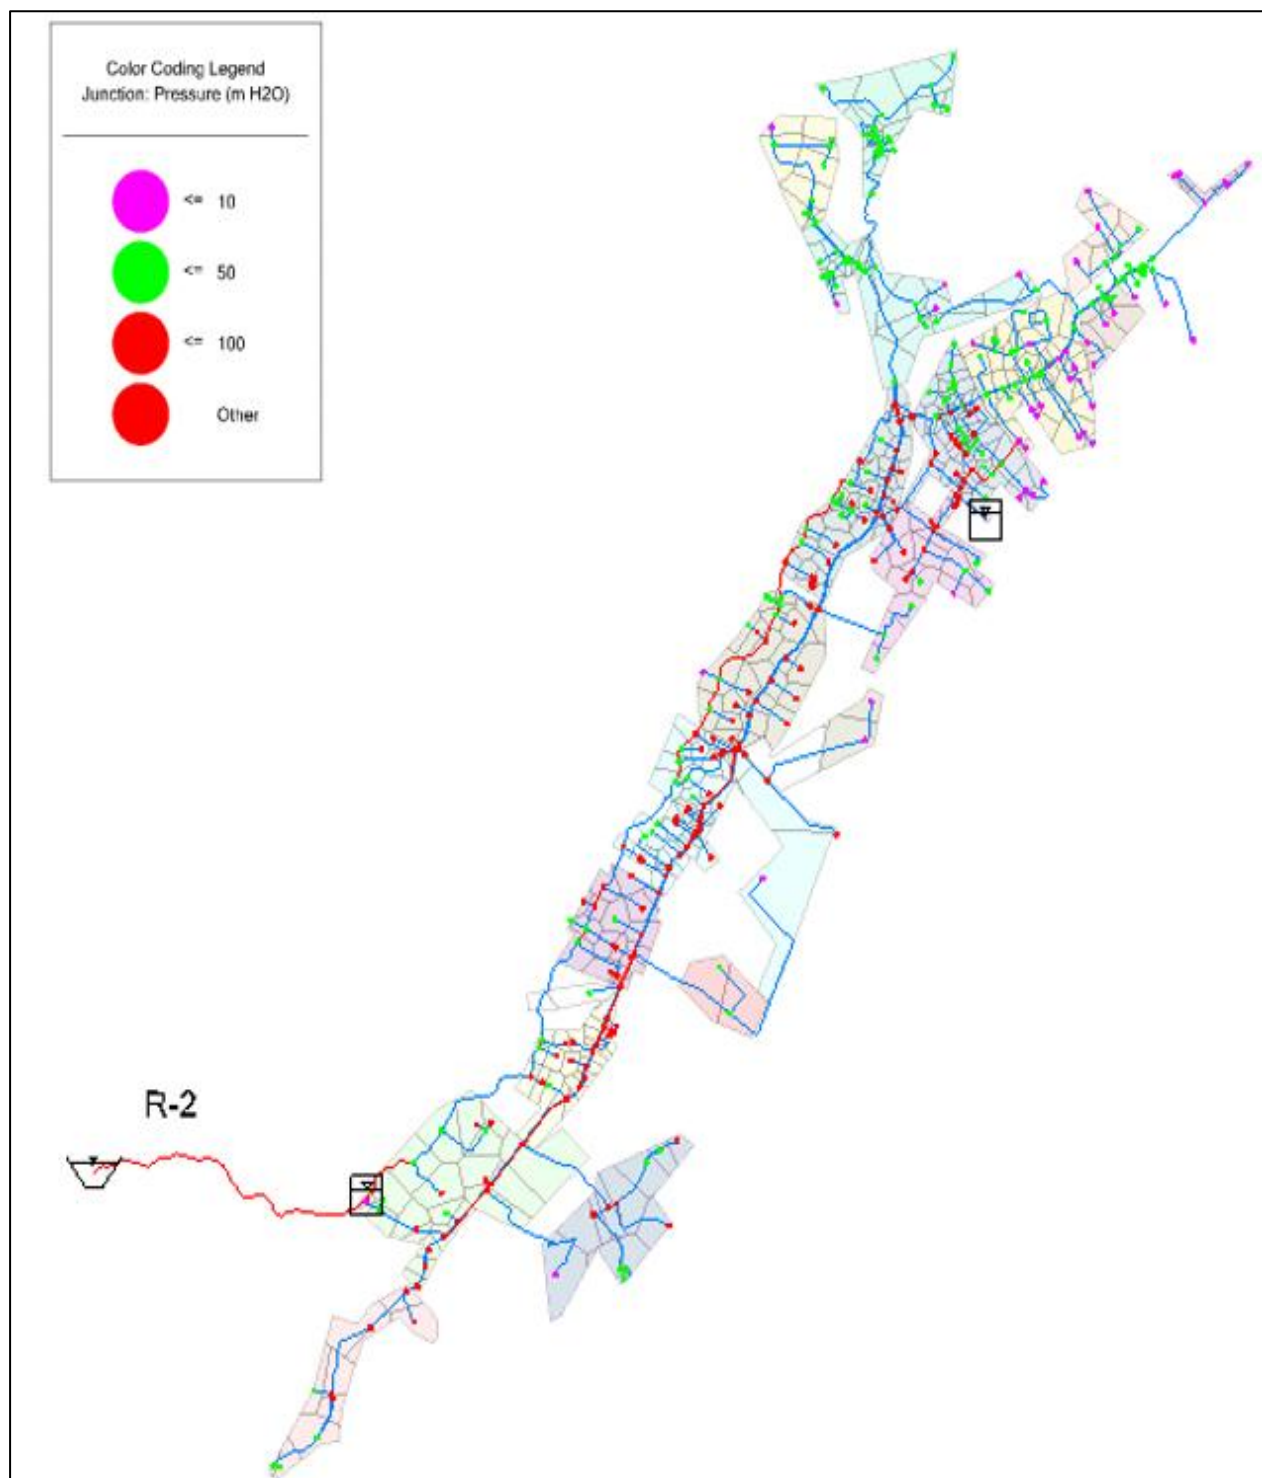 Color Coding Legend
Junction: Pressure (m H2O)
<= 10
<= 50
<= 100
Other
R-2